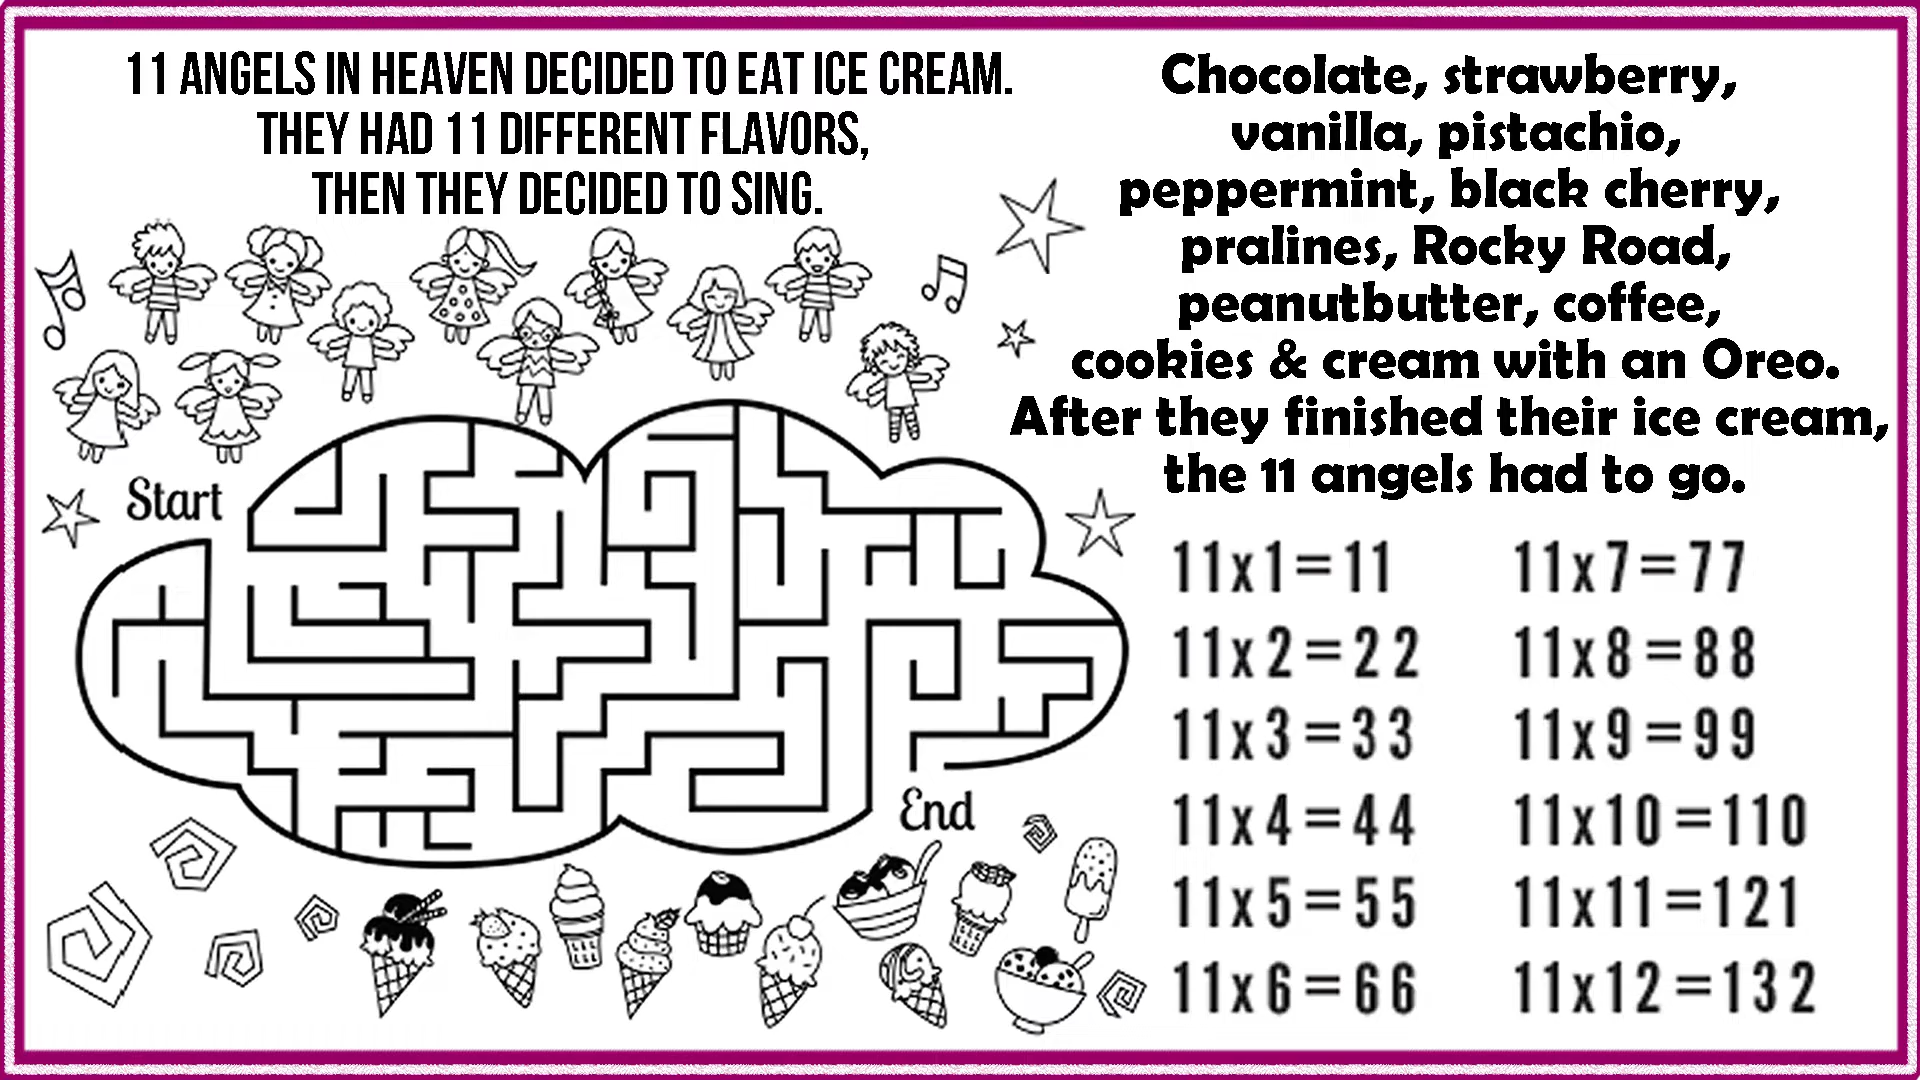 11 ANGELS IN HEAVEN DECIDED TO EAT ICE CREAM.
THEY HAD 11 DIFFERENT FLAVORS,
THEN THEY DECIDED TO SING.
Chocolate, strawberry,
vanilla, pistachio,
peppermint, black cherry,
pralines, Rocky Road,
peanutbutter, coffee,
cookies & cream with an Oreo.
After they finished their ice cream,
the 11 angels had to go.
Start
End
11x1=11
11x2=22
11x3=33
11x4=44
11x5=55
11x6=66
11x7=77
11x8=88
11x9=99
11x10=110
11x11=121
11x12=132